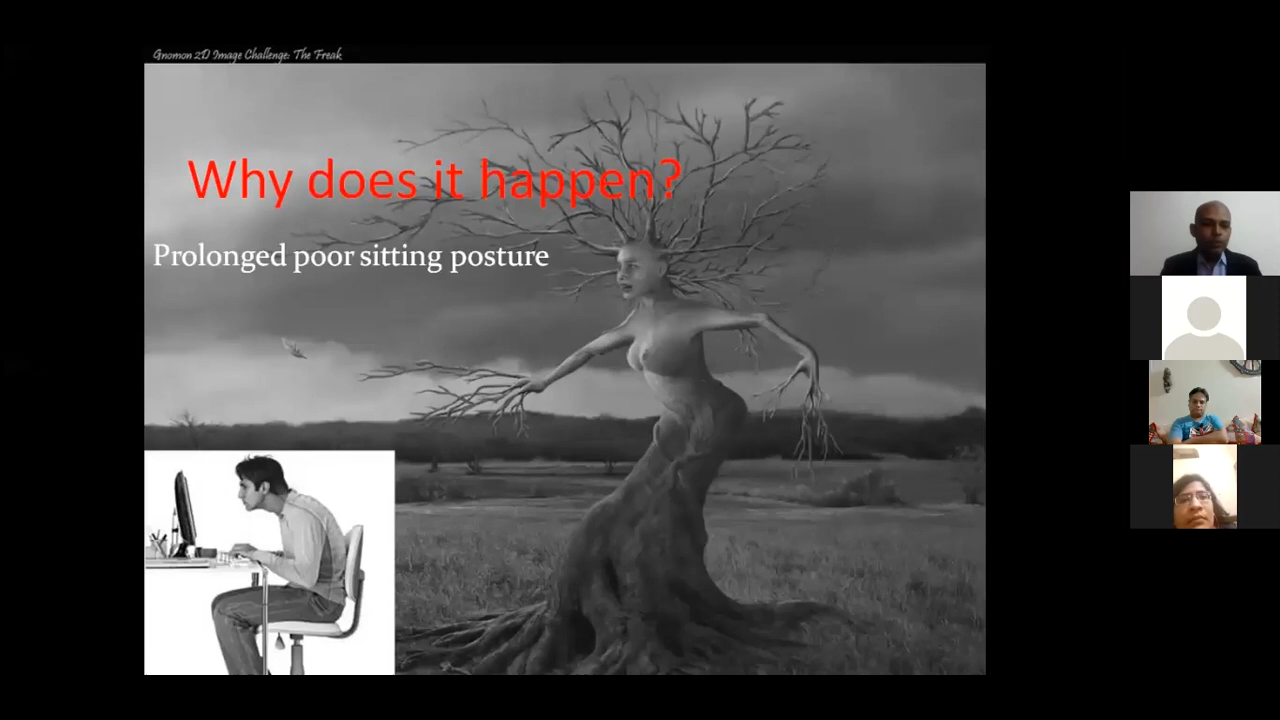 Gnomon 2D Image Challenge: The Freak
Why does it happen?
Prolonged poor sitting posture